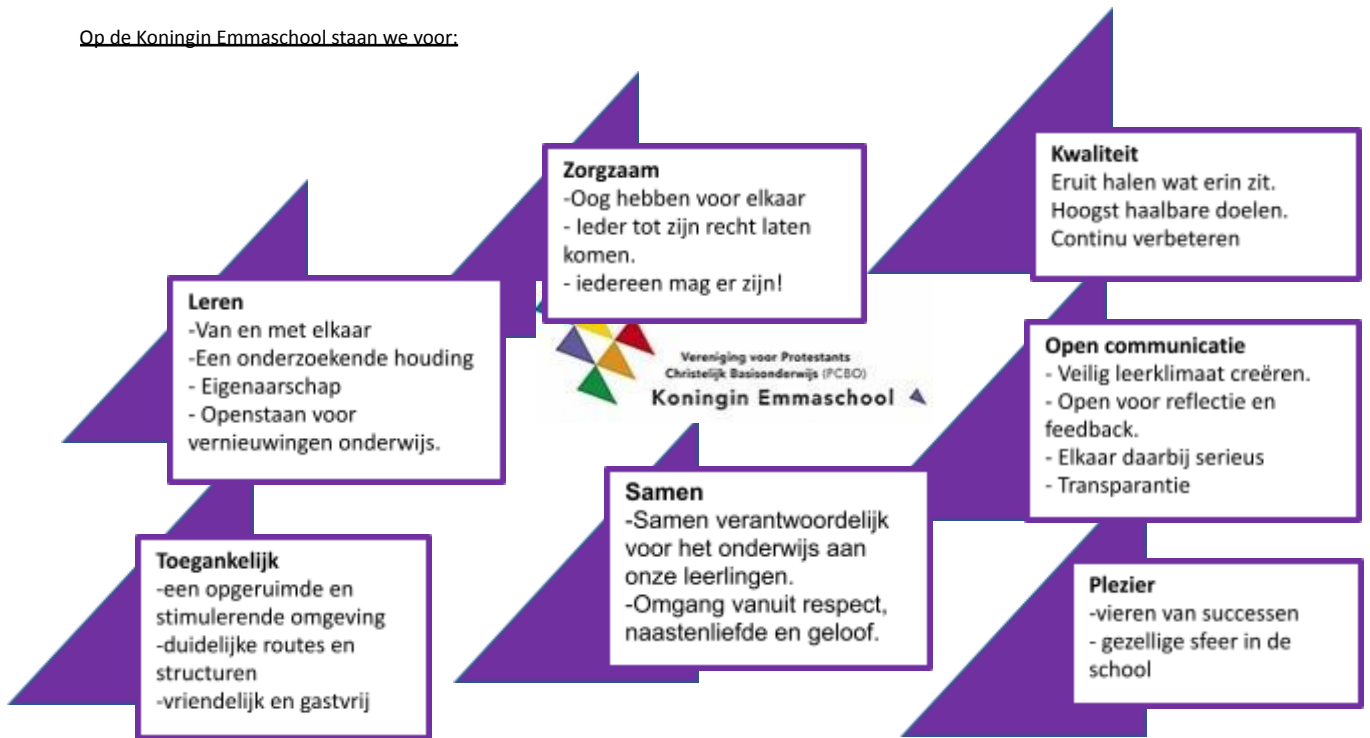 Op de Koningin Emmaschool staan we voor:
Zorgzaam
-Oog hebben voor elkaar
- Ieder tot zijn recht laten
komen.
- iedereen mag er zijn!
Kwaliteit
Eruit halen wat erin zit.
Hoogst haalbare doelen.
Continu verbeteren
Leren
-Van en met elkaar
-Een onderzoekende houding
- Eigenaarschap
- Openstaan voor
vernieuwingen onderwijs.
Vereniging voor Protestants
Christelijk Basisonderwijs (PCBO)
Koningin Emmaschool
Open communicatie
- Veilig leerklimaat creëren.
- Open voor reflectie en
feedback.
- Elkaar daarbij serieus
- Transparantie
Toegankelijk
-een opgeruimde en
stimulerende omgeving
-duidelijke routes en
structuren
-vriendelijk en gastvrij
Samen
-Samen verantwoordelijk
voor het onderwijs aan
onze leerlingen.
-Omgang vanuit respect,
naastenliefde en geloof.
Plezier
-vieren van successen
- gezellige sfeer in de
school